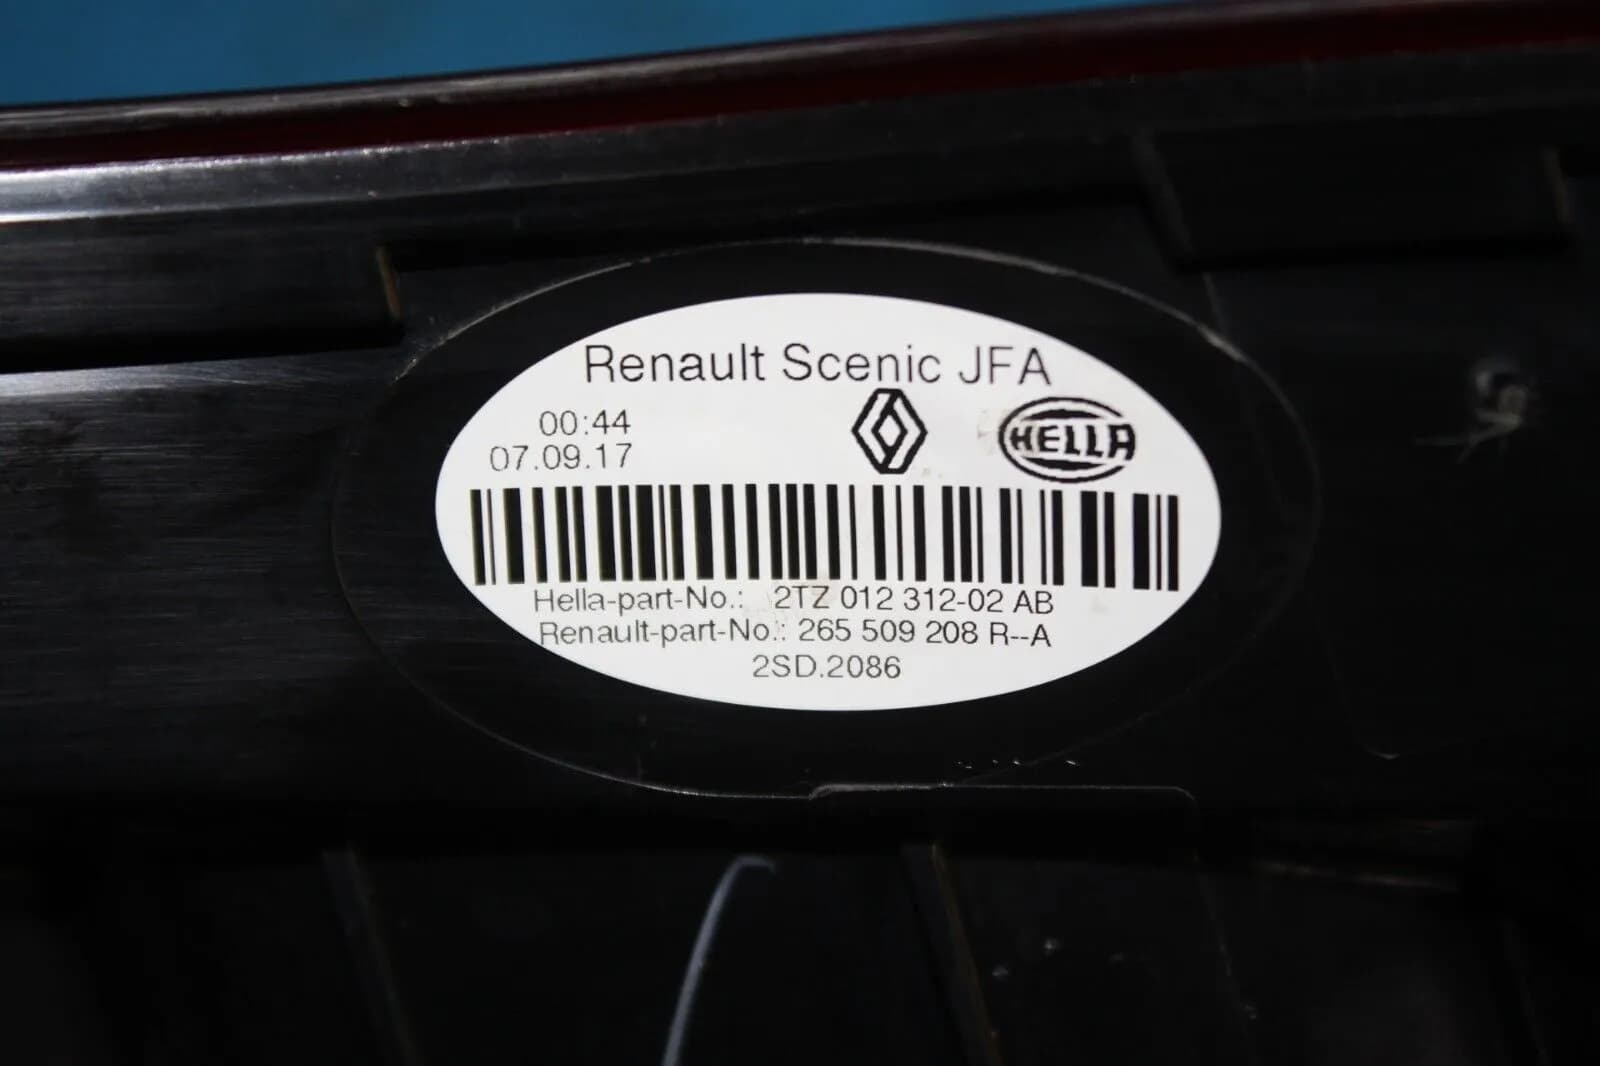 Renault Scenic JFA
00:44
07.09.17
HELLA
Hella-part-No.: 2TZ 012 312-02 AB
Renault-part-No.: 265 509 208 R--A
2SD.2086